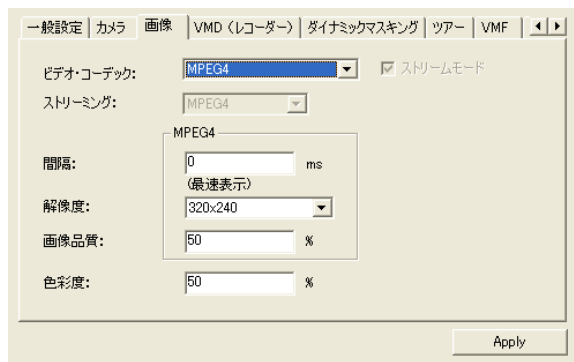 一般設定 カメラ 画像 VMD（レコーダー） ダイナミックマスキング ツアー VMF
ビデオ・コーデック: MPEG4 ストリームモード
ストリーミング: MPEG4
MPEG4
間隔: 0 ms
(最速表示)
解像度: 320x240
画像品質: 50 %
色彩度: 50 %
Apply